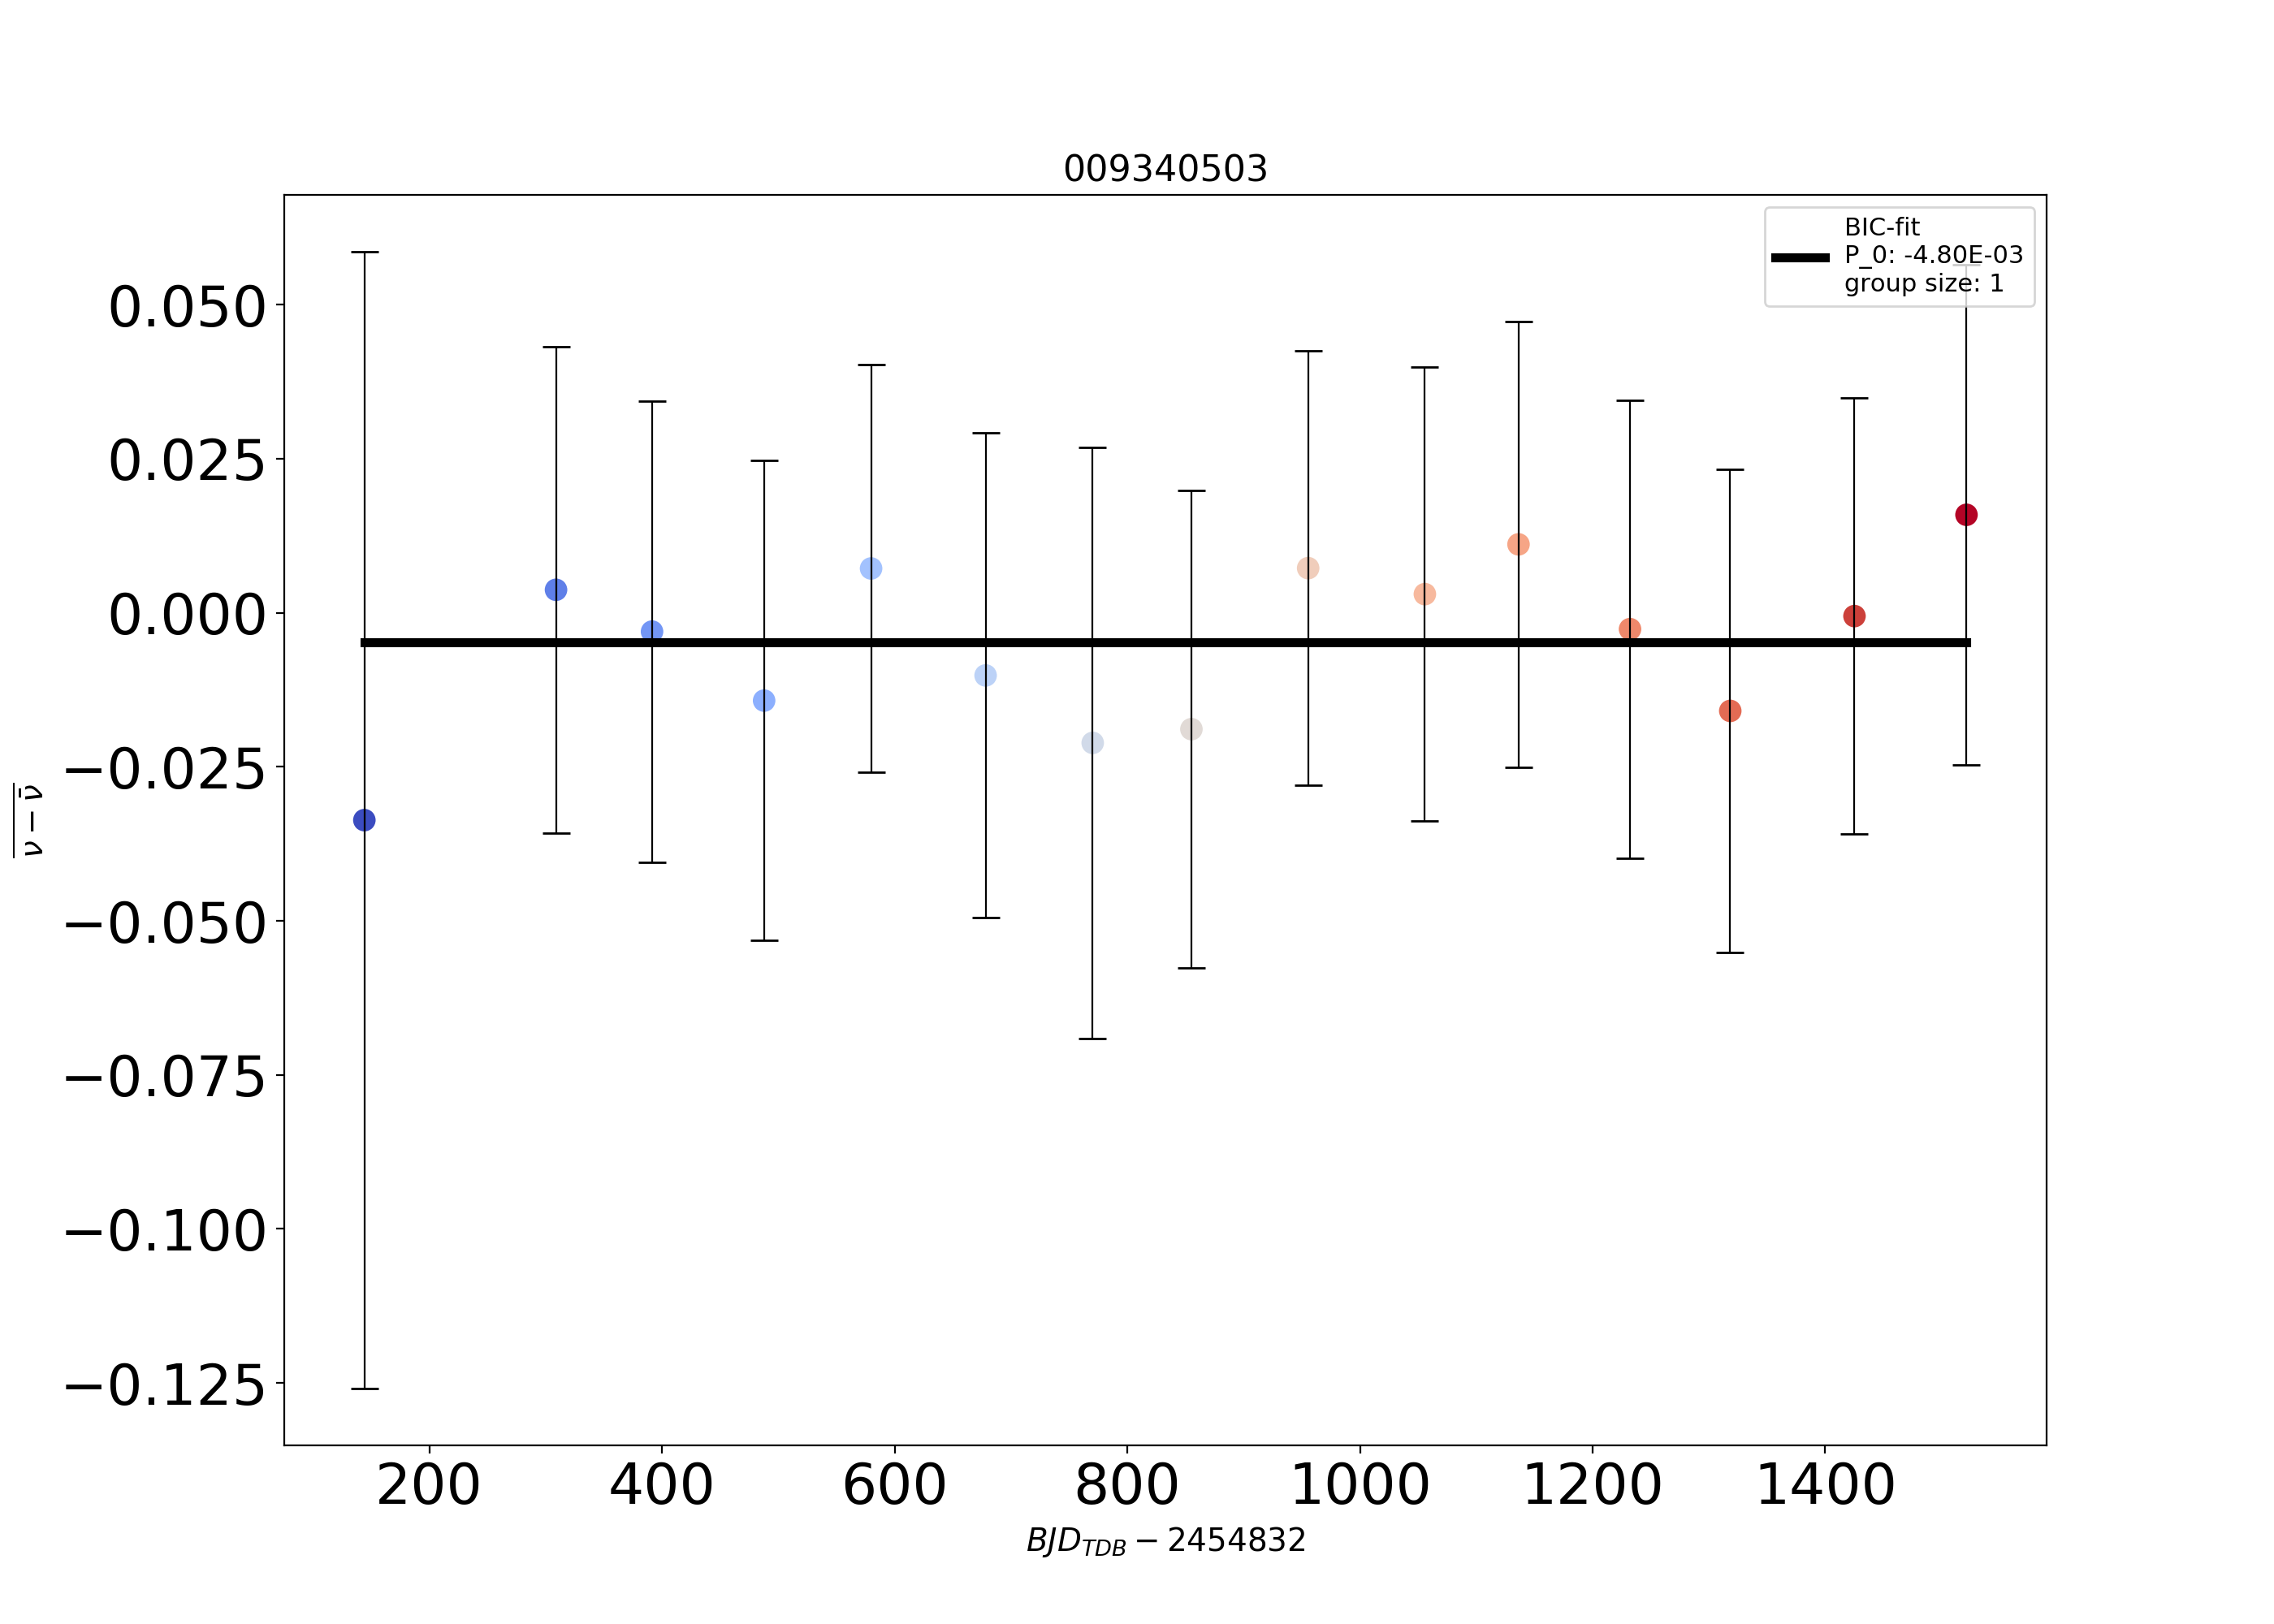 009340503
BIC-fit
P_0: -4.80E-03
group size: 1
0.050
0.025
0.000
−0.025
−0.050
−0.075
−0.100
−0.125
ν − ν̄
200 400 600 800 1000 1200 1400
BJD_TDB − 2454832